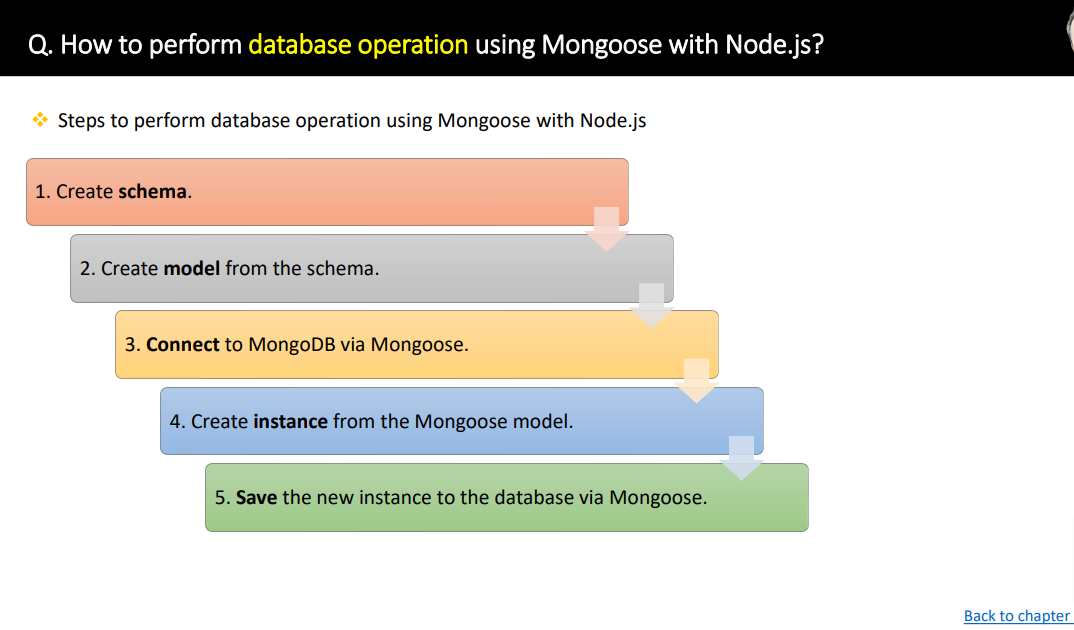 Q. How to perform database operation using Mongoose with Node.js?
Steps to perform database operation using Mongoose with Node.js
1. Create schema.
2. Create model from the schema.
3. Connect to MongoDB via Mongoose.
4. Create instance from the Mongoose model.
5. Save the new instance to the database via Mongoose.
Back to chapter